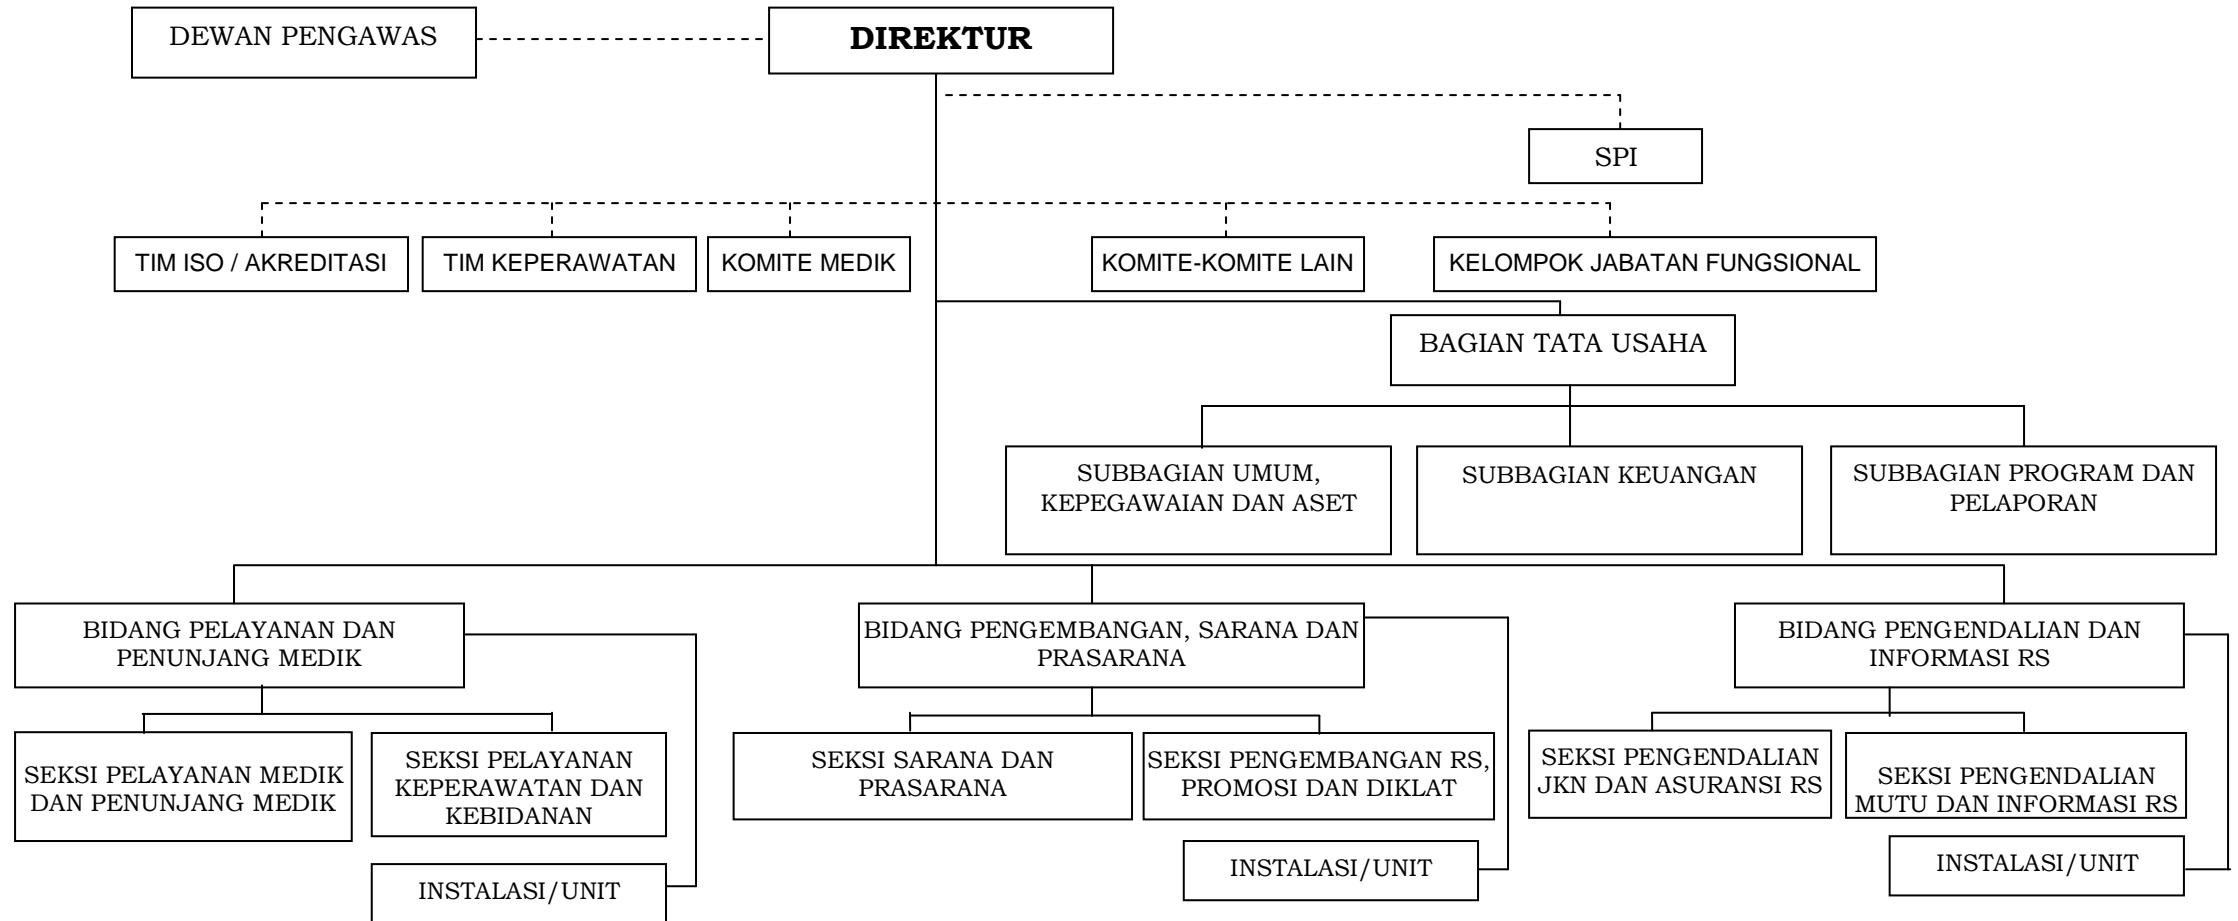 DEWAN PENGAWAS
DIREKTUR
SPI
TIM ISO / AKREDITASI
TIM KEPERAWATAN
KOMITE MEDIK
KOMITE-KOMITE LAIN
KELOMPOK JABATAN FUNGSIONAL
BAGIAN TATA USAHA
SUBBAGIAN UMUM,
KEPEGAWAIAN DAN ASET
SUBBAGIAN KEUANGAN
SUBBAGIAN PROGRAM DAN
PELAPORAN
BIDANG PELAYANAN DAN
PENUNJANG MEDIK
BIDANG PENGEMBANGAN, SARANA DAN
PRASARANA
BIDANG PENGENDALIAN DAN
INFORMASI RS
SEKSI PELAYANAN MEDIK
DAN PENUNJANG MEDIK
SEKSI PELAYANAN
KEPERAWATAN DAN
KEBIDANAN
SEKSI SARANA DAN
PRASARANA
SEKSI PENGEMBANGAN RS,
PROMOSI DAN DIKLAT
SEKSI PENGENDALIAN
JKN DAN ASURANSI RS
SEKSI PENGENDALIAN
MUTU DAN INFORMASI RS
INSTALASI/UNIT
INSTALASI/UNIT
INSTALASI/UNIT